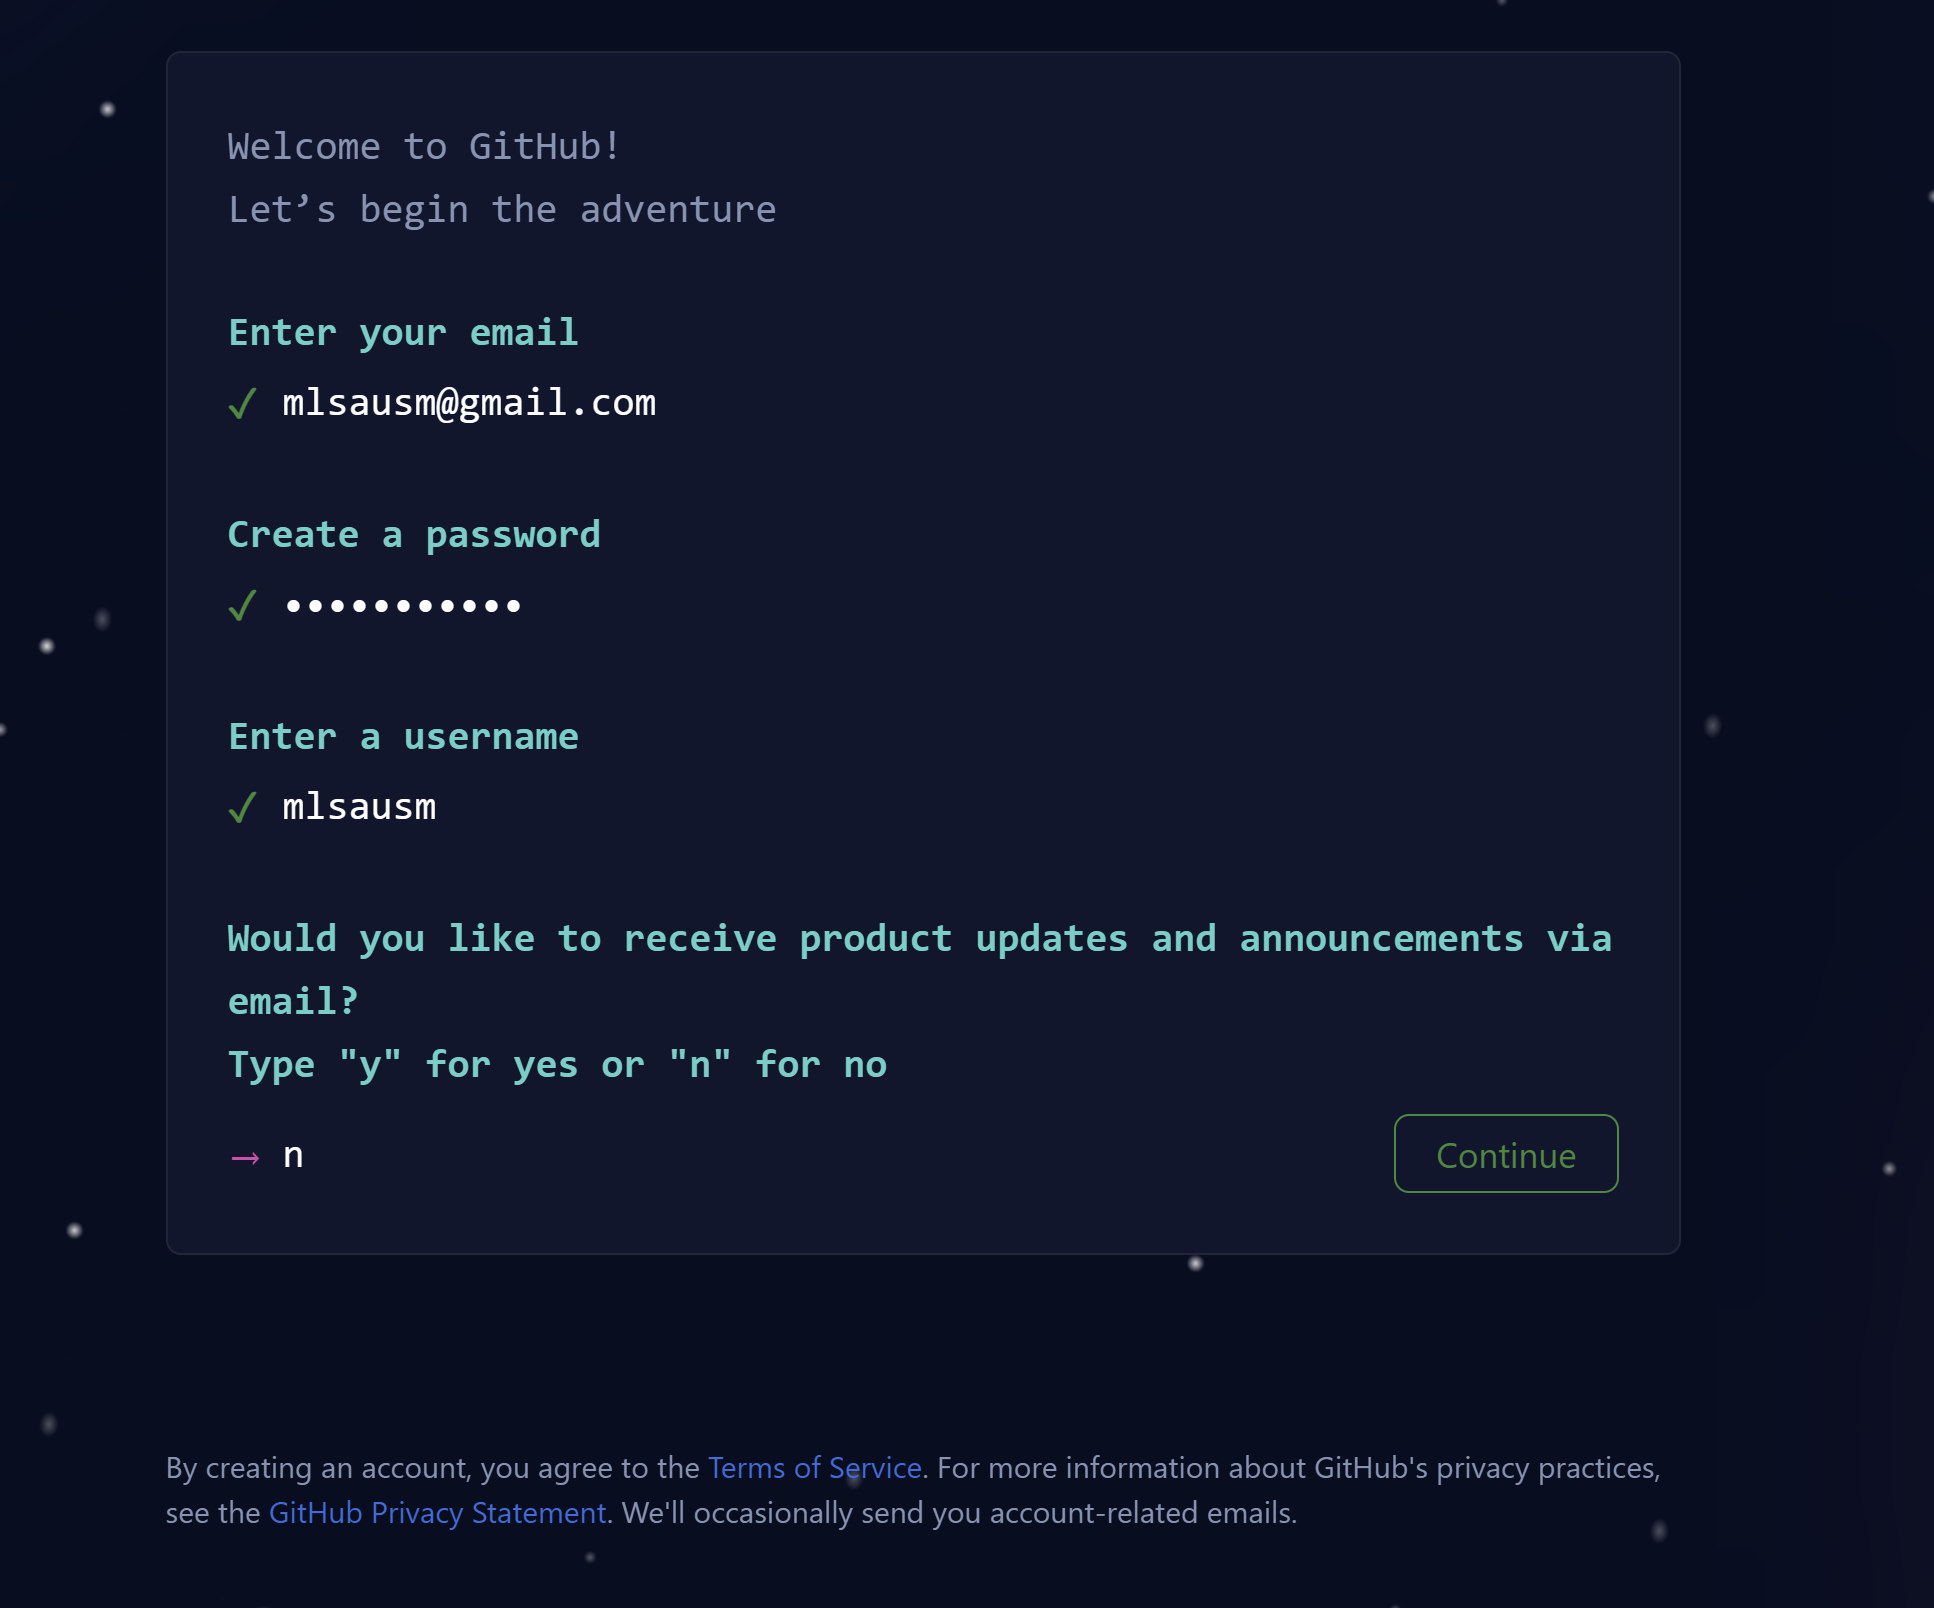 Welcome to GitHub!
Let’s begin the adventure
Enter your email
✓ mlsausm@gmail.com
Create a password
✓ •••••••••••
Enter a username
✓ mlsausm
Would you like to receive product updates and announcements via
email?
Type "y" for yes or "n" for no
→ n
Continue
By creating an account, you agree to the Terms of Service. For more information about GitHub's privacy practices,
see the GitHub Privacy Statement. We'll occasionally send you account-related emails.